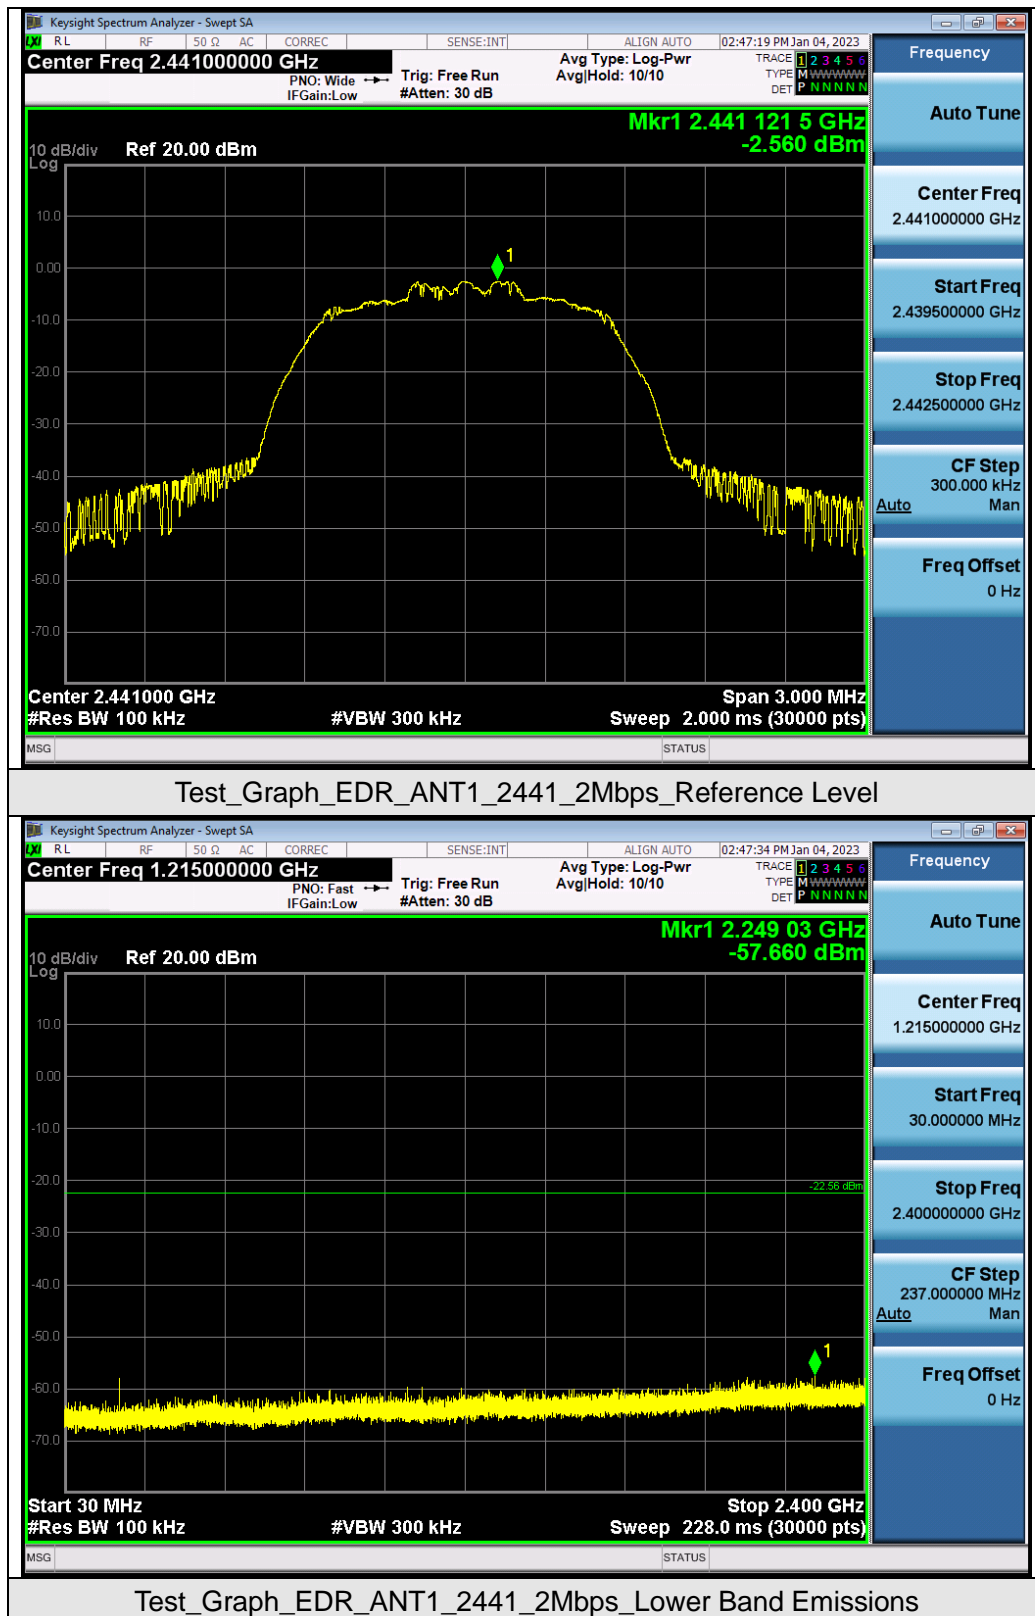 Keysight Spectrum Analyzer - Swept SA
LXI RL RF 50 Ω AC CORREC SENSE:INT ALIGN AUTO 02:47:19 PM Jan 04, 2023
Center Freq 2.441000000 GHz
PNO: Wide
IFGain:Low
Trig: Free Run
#Atten: 30 dB
Avg Type: Log-Pwr
Avg|Hold: 10/10
TRACE 1 2 3 4 5 6
TYPE M WWWWW
DET P N N N N N
Mkr1 2.441 121 5 GHz
-2.560 dBm
10 dB/div Ref 20.00 dBm
Log
10.0
0.00
-10.0
-20.0
-30.0
-40.0
-50.0
-60.0
-70.0
1
Center 2.441000 GHz Span 3.000 MHz
#Res BW 100 kHz #VBW 300 kHz Sweep 2.000 ms (30000 pts)
MSG STATUS
Frequency
Auto Tune
Center Freq
2.441000000 GHz
Start Freq
2.439500000 GHz
Stop Freq
2.442500000 GHz
CF Step
300.000 kHz
Auto Man
Freq Offset
0 Hz
Test_Graph_EDR_ANT1_2441_2Mbps_Reference Level
Keysight Spectrum Analyzer - Swept SA
LXI RL RF 50 Ω AC CORREC SENSE:INT ALIGN AUTO 02:47:34 PM Jan 04, 2023
Center Freq 1.215000000 GHz
PNO: Fast
IFGain:Low
Trig: Free Run
#Atten: 30 dB
Avg Type: Log-Pwr
Avg|Hold: 10/10
TRACE 1 2 3 4 5 6
TYPE M WWWWW
DET P N N N N N
Mkr1 2.249 03 GHz
-57.660 dBm
10 dB/div Ref 20.00 dBm
Log
10.0
0.00
-10.0
-20.0
-30.0
-40.0
-50.0
-60.0
-70.0
-22.56 dBm
1
Start 30 MHz Stop 2.400 GHz
#Res BW 100 kHz #VBW 300 kHz Sweep 228.0 ms (30000 pts)
MSG STATUS
Frequency
Auto Tune
Center Freq
1.215000000 GHz
Start Freq
30.000000 MHz
Stop Freq
2.400000000 GHz
CF Step
237.000000 MHz
Auto Man
Freq Offset
0 Hz
Test_Graph_EDR_ANT1_2441_2Mbps_Lower Band Emissions